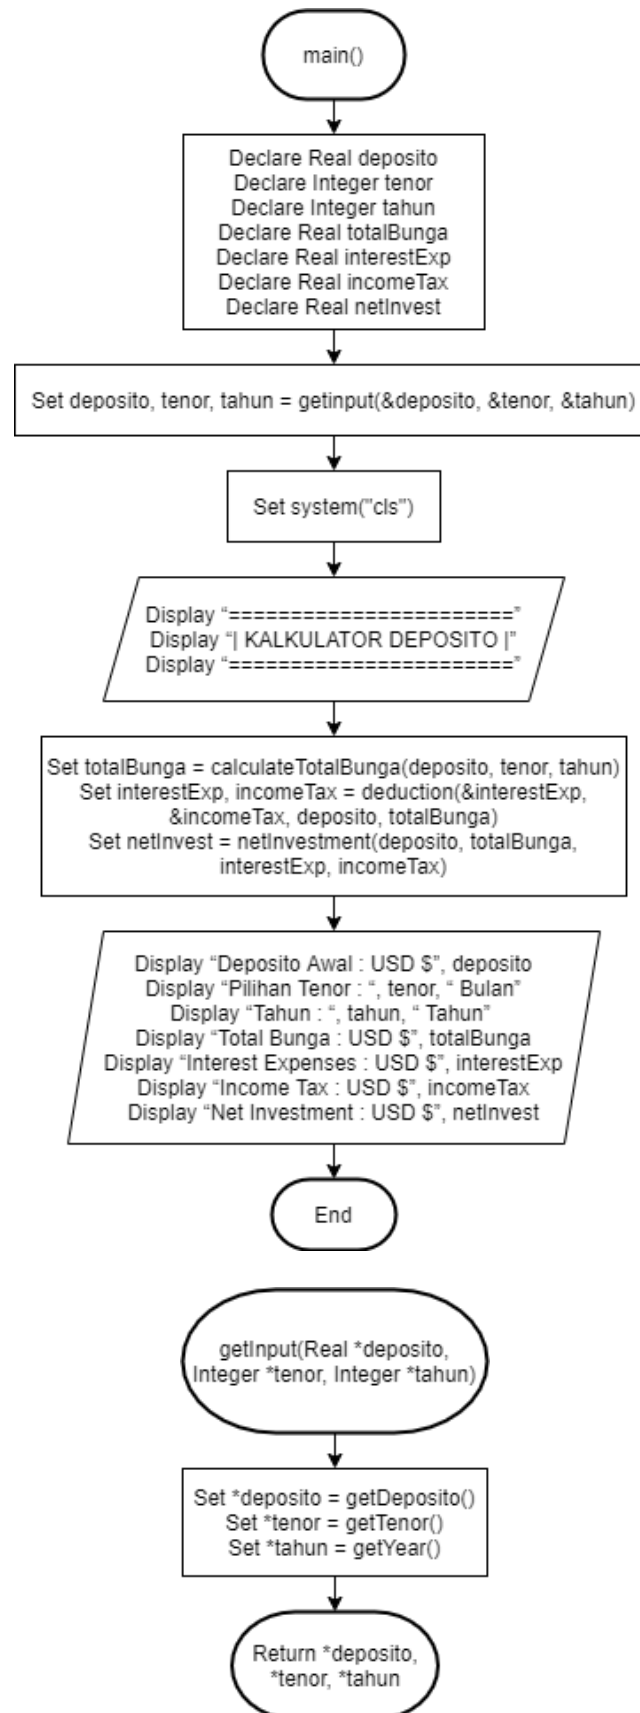 main()
Declare Real deposito
Declare Integer tenor
Declare Integer tahun
Declare Real totalBunga
Declare Real interestExp
Declare Real incomeTax
Declare Real netInvest
Set deposito, tenor, tahun = getinput(&deposito, &tenor, &tahun)
Set system("cls")
Display “=======================”
Display “| KALKULATOR DEPOSITO |”
Display “=======================”
Set totalBunga = calculateTotalBunga(deposito, tenor, tahun)
Set interestExp, incomeTax = deduction(&interestExp,
&incomeTax, deposito, totalBunga)
Set netInvest = netInvestment(deposito, totalBunga,
interestExp, incomeTax)
Display “Deposito Awal : USD $”, deposito
Display “Pilihan Tenor : “, tenor, “ Bulan”
Display “Tahun : “, tahun, “ Tahun”
Display “Total Bunga : USD $”, totalBunga
Display “Interest Expenses : USD $”, interestExp
Display “Income Tax : USD $”, incomeTax
Display “Net Investment : USD $”, netInvest
End
getInput(Real *deposito,
Integer *tenor, Integer *tahun)
Set *deposito = getDeposito()
Set *tenor = getTenor()
Set *tahun = getYear()
Return *deposito,
*tenor, *tahun